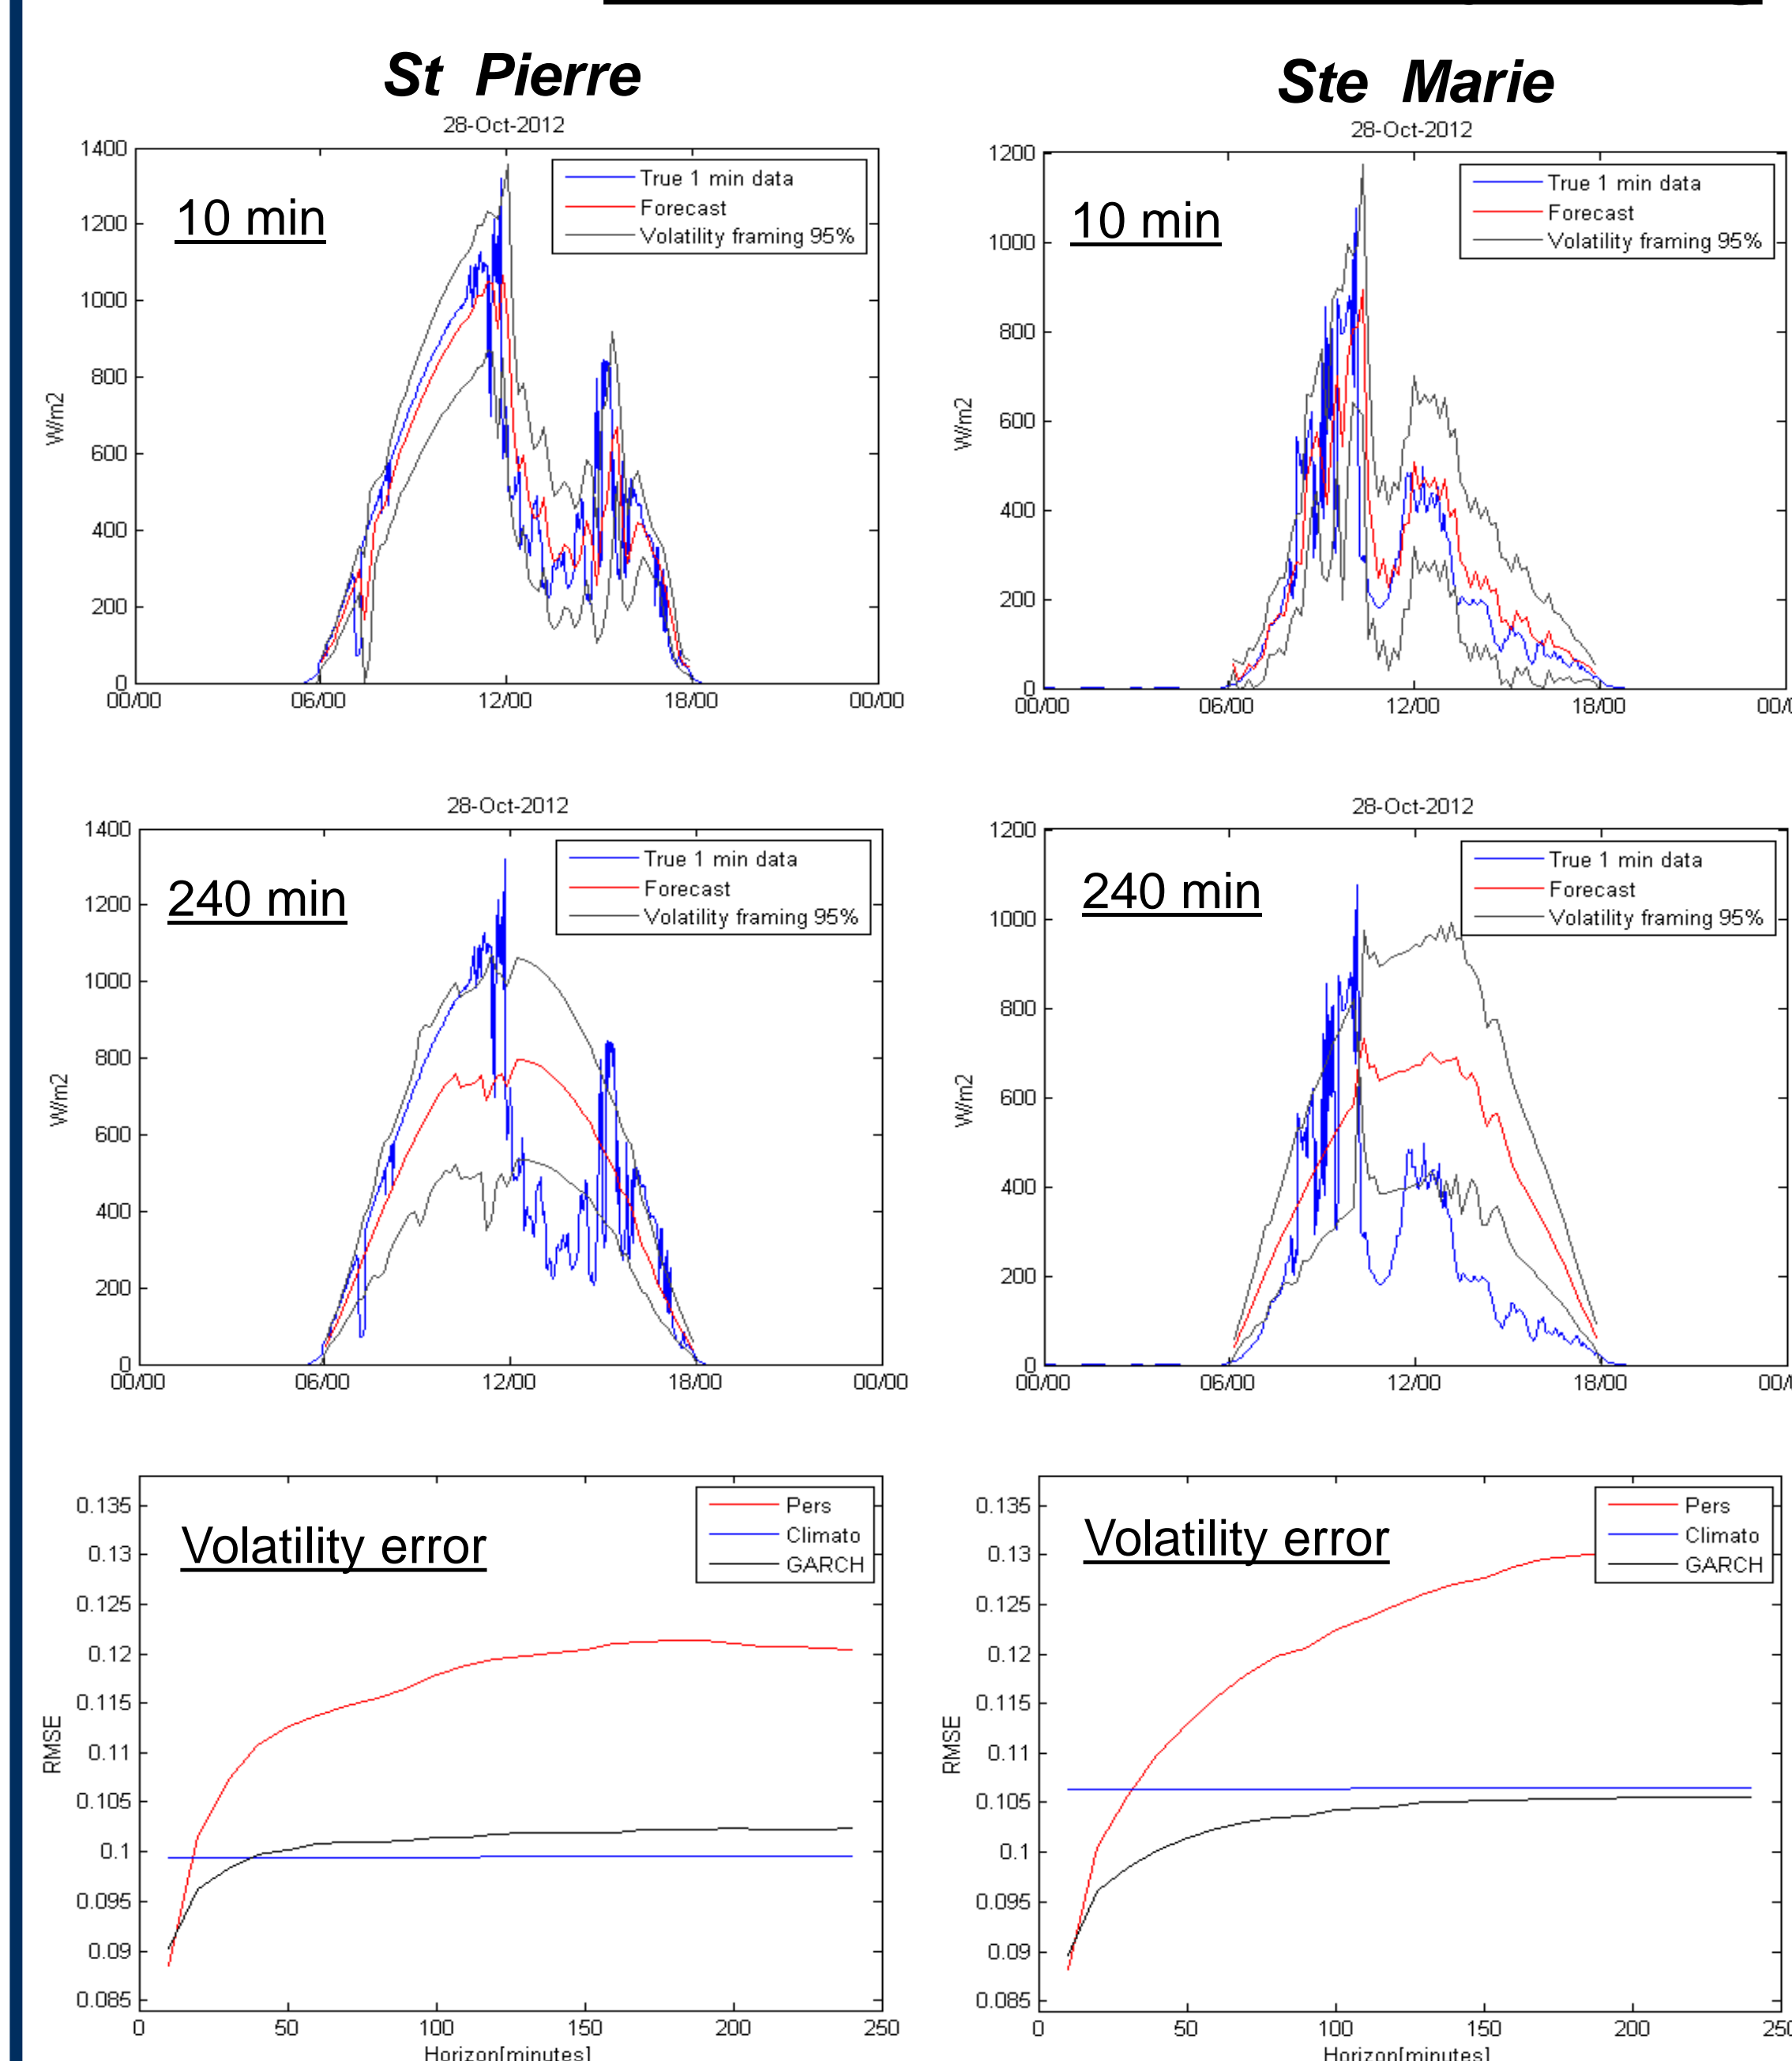 St Pierre
28-Oct-2012
1400
1200
1000
800
600
400
200
0
W/m2
10 min
True 1 min data
Forecast
Volatility framing 95%
00/00
06/00
12/00
18/00
00/00
Ste Marie
28-Oct-2012
1200
1000
800
600
400
200
0
W/m2
10 min
True 1 min data
Forecast
Volatility framing 95%
00/00
06/00
12/00
18/00
28-Oct-2012
1400
1200
1000
800
600
400
200
0
W/m2
240 min
True 1 min data
Forecast
Volatility framing 95%
00/00
06/00
12/00
18/00
00/00
28-Oct-2012
1200
1000
800
600
400
200
0
W/m2
240 min
True 1 min data
Forecast
Volatility framing 95%
00/00
06/00
12/00
18/00
0.135
0.13
0.125
0.12
0.115
0.11
0.105
0.1
0.095
0.09
0.085
RMSE
Volatility error
Pers
Climato
GARCH
0
50
100
150
200
250
Horizon[minutes]
0.135
0.13
0.125
0.12
0.115
0.11
0.105
0.1
0.095
0.09
0.085
RMSE
Volatility error
Pers
Climato
GARCH
0
50
100
150
200
250
Horizon[minutes]